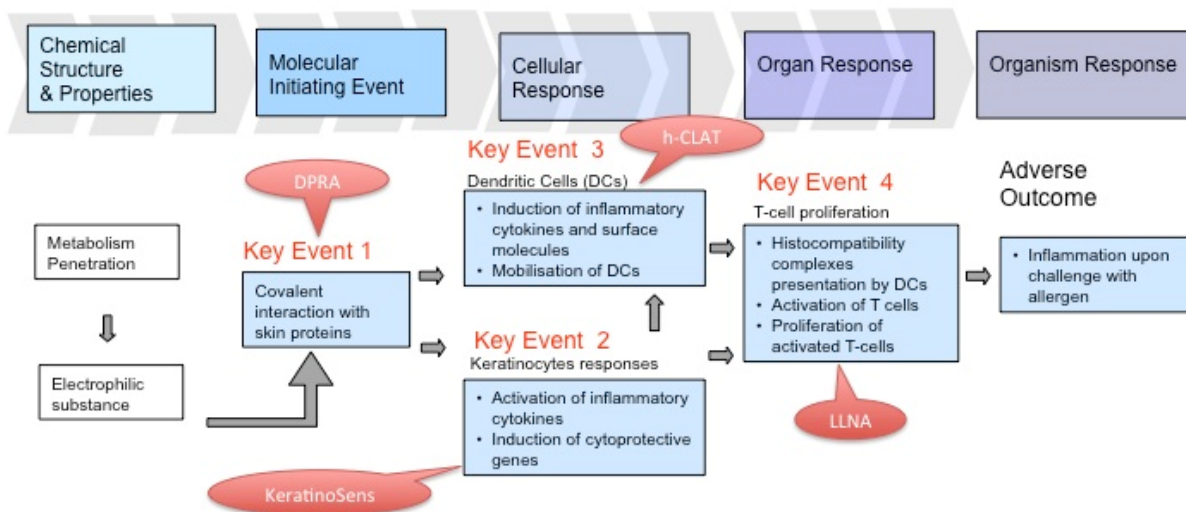 Chemical
Structure
& Properties
Molecular
Initiating Event
Cellular
Response
Organ Response
Organism Response
h-CLAT
DPRA
Key Event 3
Dendritic Cells (DCs)
• Induction of inflammatory
cytokines and surface
molecules
• Mobilisation of DCs
Key Event 4
T-cell proliferation
• Histocompatibility
complexes
presentation by DCs
• Activation of T cells
• Proliferation of
activated T-cells
Adverse
Outcome
• Inflammation upon
challenge with
allergen
Metabolism
Penetration
Key Event 1
Covalent
interaction with
skin proteins
Key Event 2
Keratinocytes responses
• Activation of inflammatory
cytokines
• Induction of cytoprotective
genes
Electrophilic
substance
LLNA
KeratinoSens